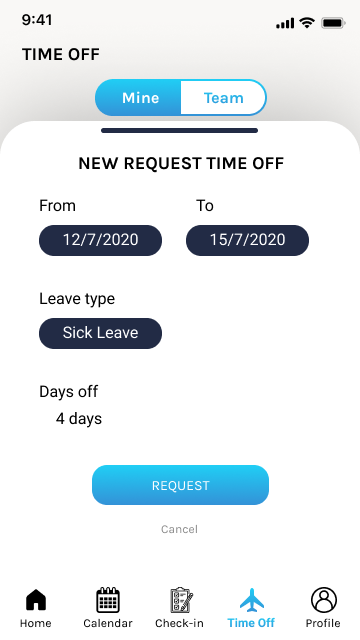 9:41
TIME OFF
Mine Team
NEW REQUEST TIME OFF
From To
12/7/2020 15/7/2020
Leave type
Sick Leave
Days off
4 days
REQUEST
Cancel
Home Calendar Check-in Time Off Profile